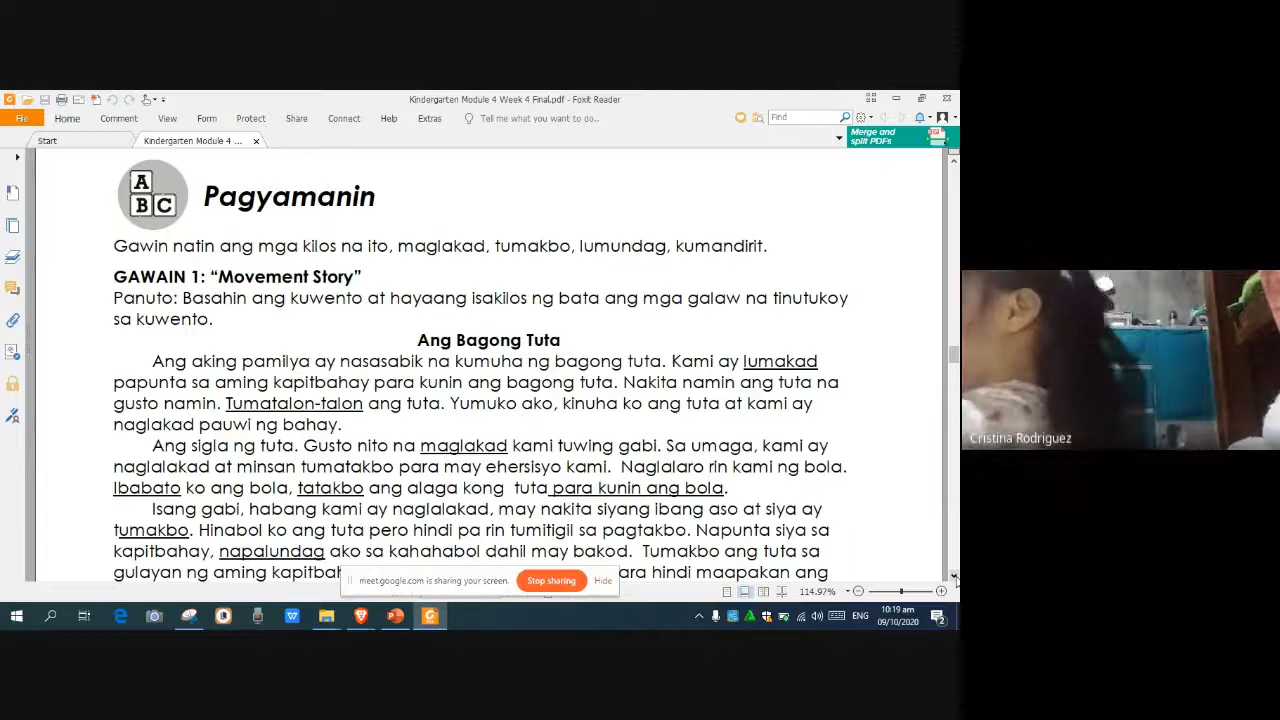 Kindergarten Module 4 Week 4 Final.pdf - Foxit Reader
File Home Comment View Form Protect Share Connect Help Extras Tell me what you want to do.. Find
Start Kindergarten Module 4 ...
Merge and
split PDFs
A
B C
Pagyamanin
Gawin natin ang mga kilos na ito, maglakad, tumakbo, lumundag, kumandirit.
GAWAIN 1: “Movement Story”
Panuto: Basahin ang kuwento at hayaang isakilos ng bata ang mga galaw na tinutukoy
sa kuwento.
Ang Bagong Tuta
Ang aking pamilya ay nasasabik na kumuha ng bagong tuta. Kami ay lumakad
papunta sa aming kapitbahay para kunin ang bagong tuta. Nakita namin ang tuta na
gusto namin. Tumatalon-talon ang tuta. Yumuko ako, kinuha ko ang tuta at kami ay
naglakad pauwi ng bahay.
Ang sigla ng tuta. Gusto nito na maglakad kami tuwing gabi. Sa umaga, kami ay
naglalakad at minsan tumatakbo para may ehersisyo kami. Naglalaro rin kami ng bola.
Ibabato ko ang bola, tatakbo ang alaga kong tuta para kunin ang bola.
Isang gabi, habang kami ay naglalakad, may nakita siyang ibang aso at siya ay
tumakbo. Hinabol ko ang tuta pero hindi pa rin tumitigil sa pagtakbo. Napunta siya sa
kapitbahay, napalundag ako sa kahahabol dahil may bakod. Tumakbo ang tuta sa
gulayan ng aming kapitbah ara hindi maapakan ang
meet.google.com is sharing your screen. Stop sharing Hide
114.97%
ENG
10:19 am
09/10/2020
2
Cristina Rodriguez